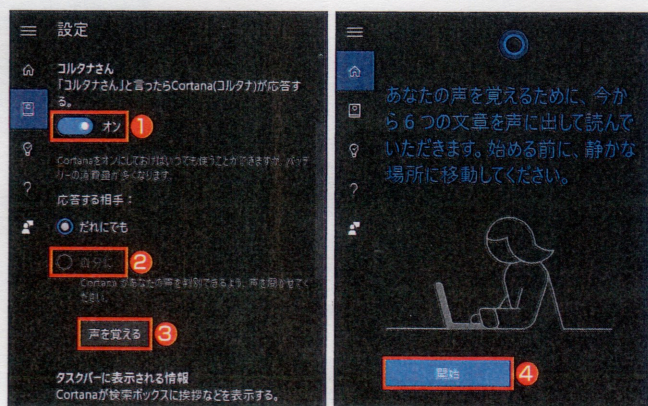 設定
コルタナさん
「コルタナさん」と言ったらCortana(コルタナ)が応答す
る。
オン
1
Cortanaをオンにしておけばいつでも使うことができますが、バッテ
リーの消費量が多くなります。
応答する相手：
だれにでも
自分に
2
Cortana があなたの声を判別できるよう、声を聞かせてく
ださい。
声を覚える
3
タスクバーに表示される情報
Cortanaが検索ボックスに挨拶などを表示する。
あなたの声を覚えるために、今か
ら 6 つの文章を声に出して読んで
いただきます。始める前に、静かな
場所に移動してください。
開始
4
?
?